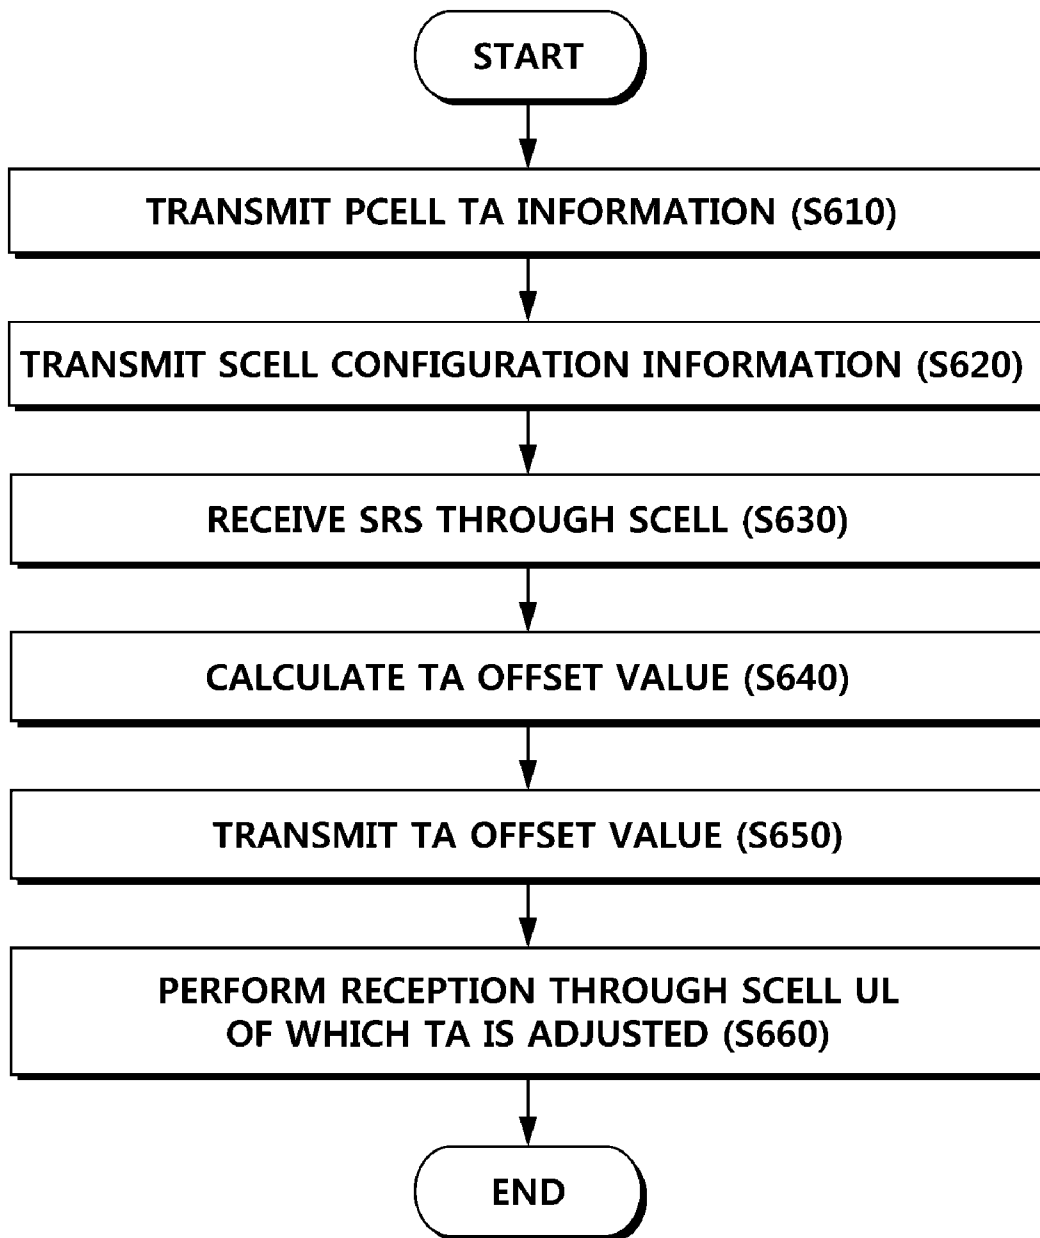 START
TRANSMIT PCELL TA INFORMATION (S610)
TRANSMIT SCELL CONFIGURATION INFORMATION (S620)
RECEIVE SRS THROUGH SCELL (S630)
CALCULATE TA OFFSET VALUE (S640)
TRANSMIT TA OFFSET VALUE (S650)
PERFORM RECEPTION THROUGH SCELL UL
OF WHICH TA IS ADJUSTED (S660)
END